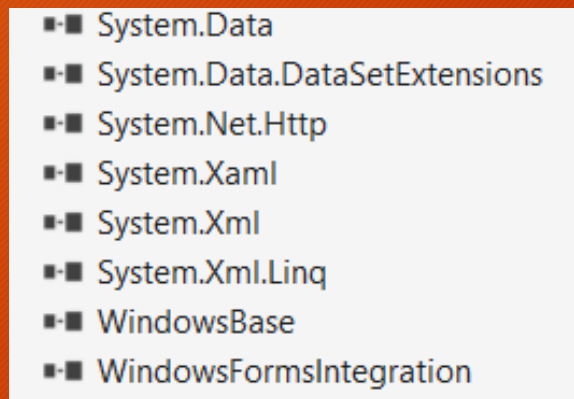 System.Data
System.Data.DataSetExtensions
System.Net.Http
System.Xaml
System.Xml
System.Xml.Linq
WindowsBase
WindowsFormsIntegration